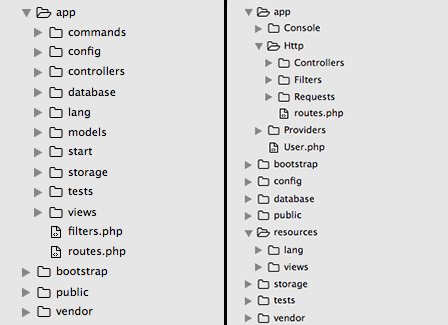 app
commands
config
controllers
database
lang
models
start
storage
tests
views
filters.php
routes.php
bootstrap
public
vendor
app
Console
Http
Controllers
Filters
Requests
routes.php
Providers
User.php
bootstrap
config
database
public
resources
lang
views
storage
tests
vendor